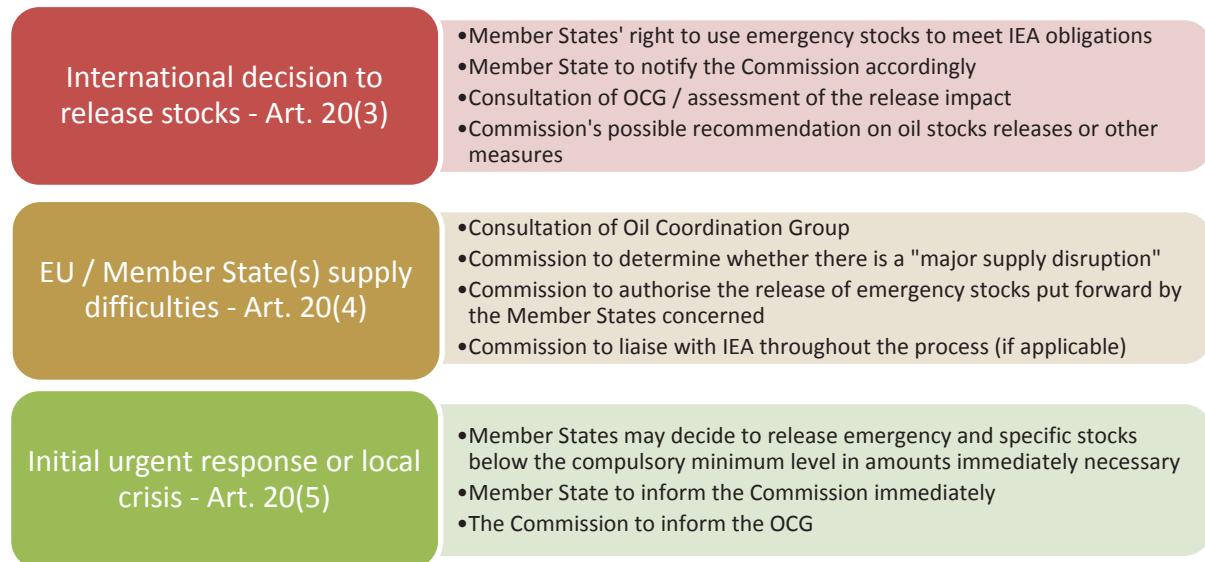 International decision to
release stocks - Art. 20(3)
•Member States' right to use emergency stocks to meet IEA obligations
•Member State to notify the Commission accordingly
•Consultation of OCG / assessment of the release impact
•Commission's possible recommendation on oil stocks releases or other
measures
EU / Member State(s) supply
difficulties - Art. 20(4)
•Consultation of Oil Coordination Group
•Commission to determine whether there is a "major supply disruption"
•Commission to authorise the release of emergency stocks put forward by
the Member States concerned
•Commission to liaise with IEA throughout the process (if applicable)
Initial urgent response or local
crisis - Art. 20(5)
•Member States may decide to release emergency and specific stocks
below the compulsory minimum level in amounts immediately necessary
•Member State to inform the Commission immediately
•The Commission to inform the OCG